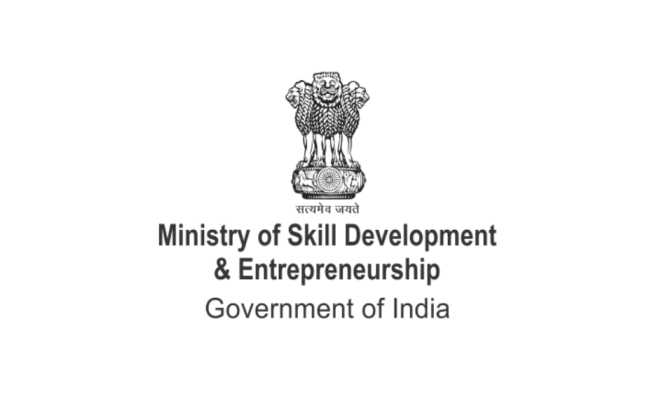 सत्यमेव जयते
Ministry of Skill Development
& Entrepreneurship
Government of India